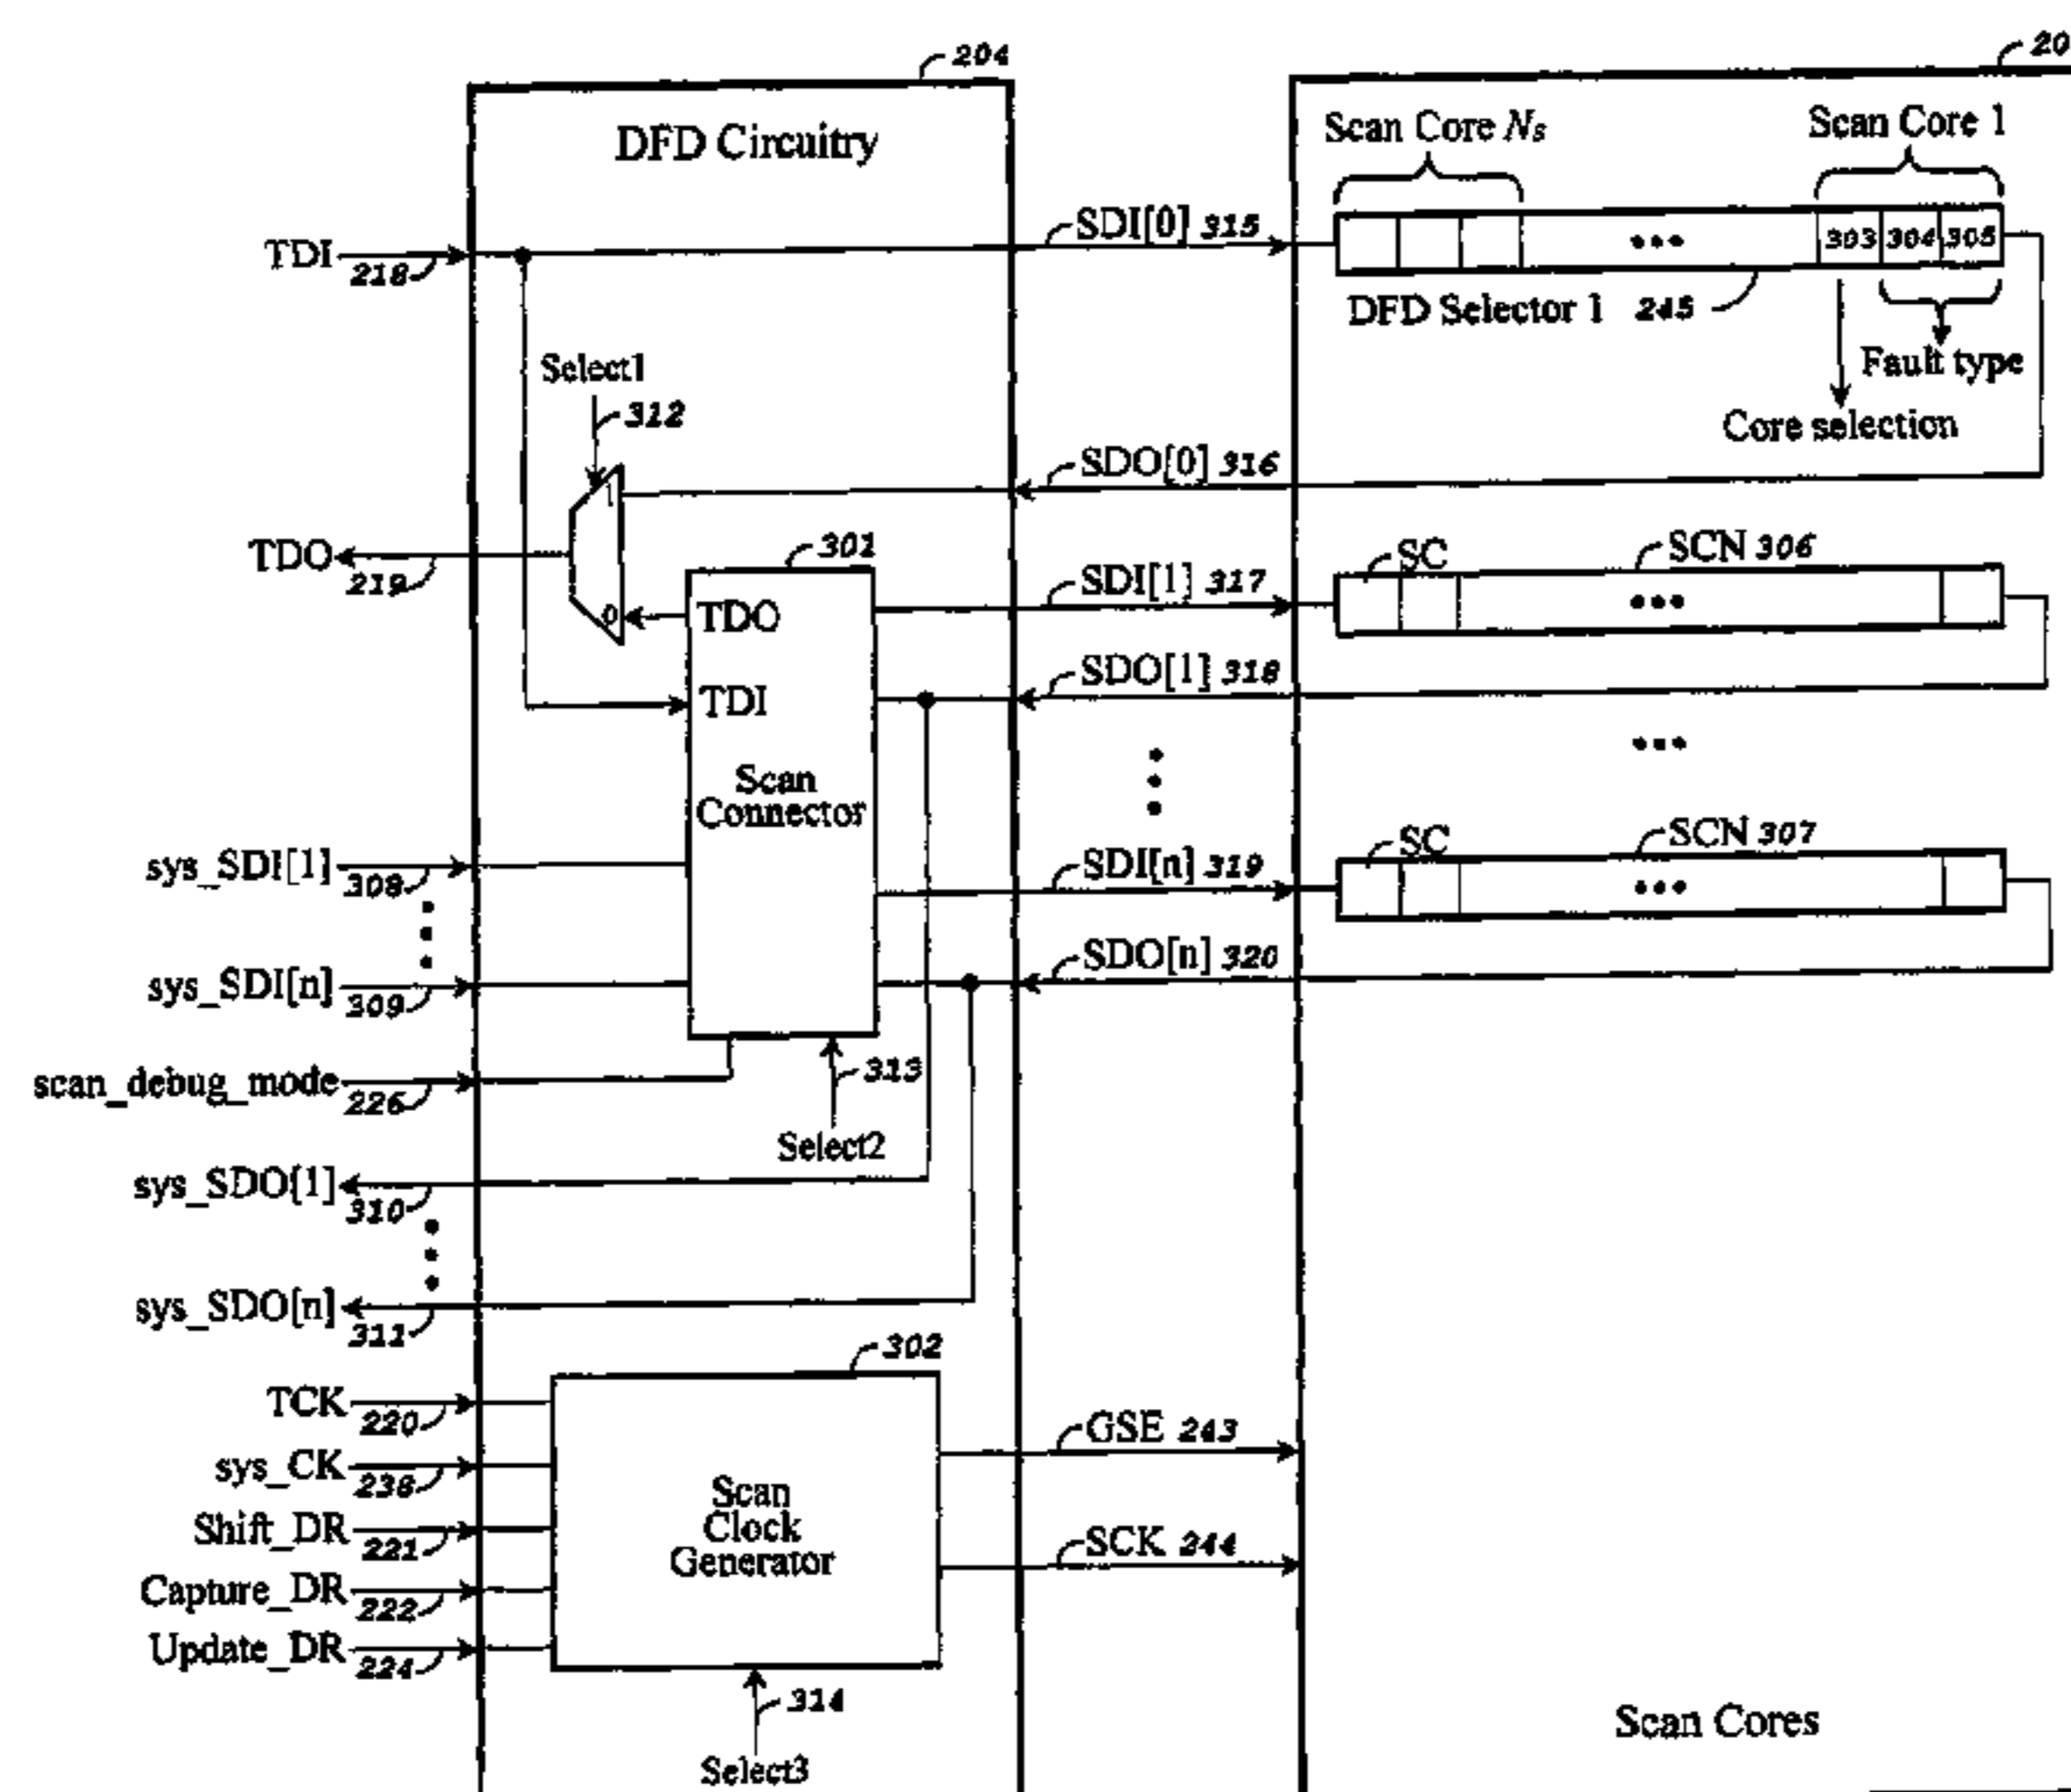 204
20
DFD Circuitry
Scan Core Ns
Scan Core 1
TDI
218
SDI[0] 315
303 304 305
DFD Selector 1 245
Fault type
Core selection
Select1
312
SDO[0] 316
TDO
219
1
0
301
TDO
TDI
Scan
Connector
SDI[1] 317
SC
SCN 306
SDO[1] 318
SDI[n] 319
SC
SCN 307
SDO[n] 320
sys_SDI[1]
308
sys_SDI[n]
309
scan_debug_mode
226
313
Select2
sys_SDO[1]
310
sys_SDO[n]
311
302
TCK
220
sys_CK
238
Shift_DR
221
Capture_DR
222
Update_DR
224
Scan
Clock
Generator
GSE 243
SCK 244
314
Select3
Scan Cores